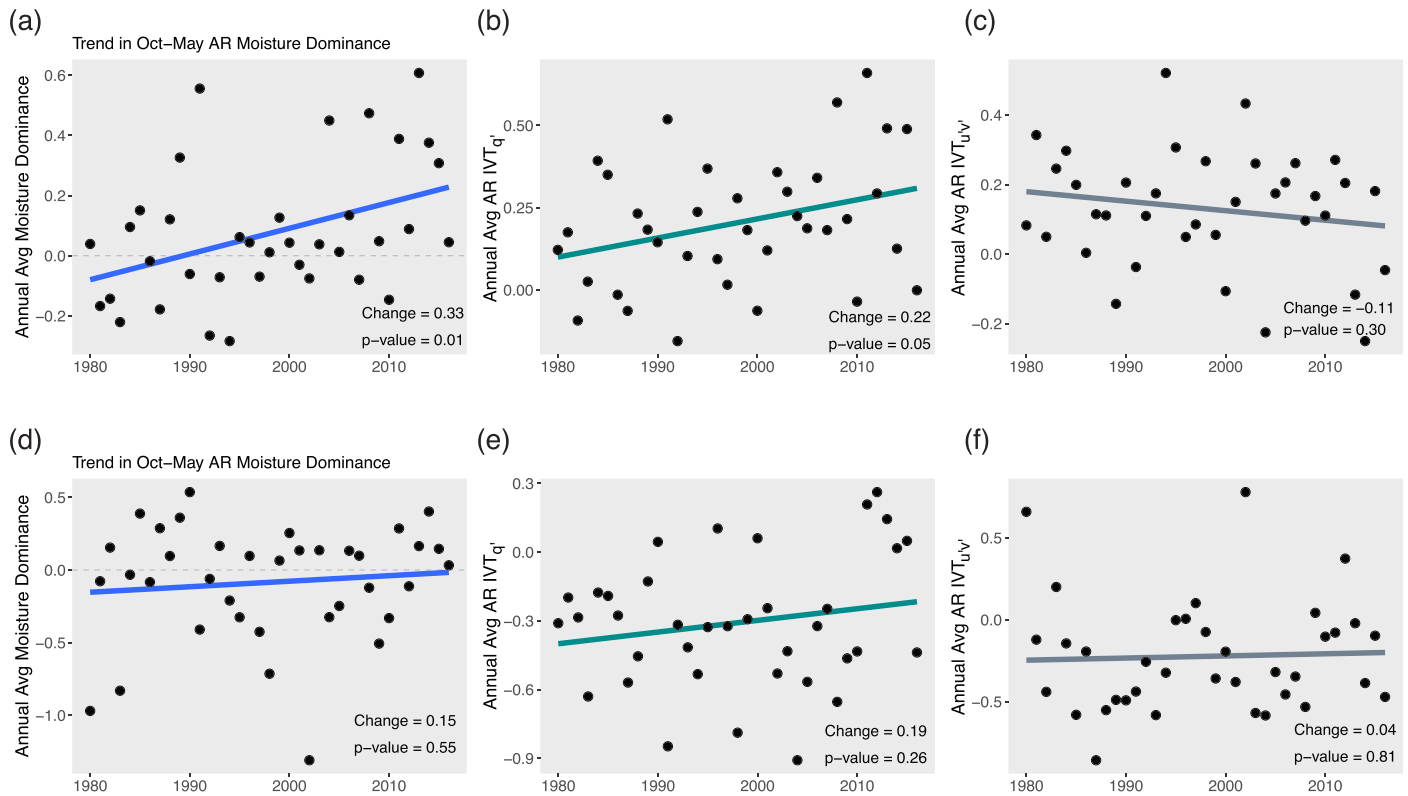 (a)
Trend in Oct−May AR Moisture Dominance
Annual Avg Moisture Dominance
0.6
0.4
0.2
0.0
−0.2
Change = 0.33
p−value = 0.01
1980 1990 2000 2010
(b)
Annual Avg AR IVTq'
0.50
0.25
0.00
Change = 0.22
p−value = 0.05
1980 1990 2000 2010
(c)
Annual Avg AR IVTu'v'
0.4
0.2
0.0
−0.2
Change = −0.11
p−value = 0.30
1980 1990 2000 2010
(d)
Trend in Oct−May AR Moisture Dominance
Annual Avg Moisture Dominance
0.5
0.0
−0.5
−1.0
Change = 0.15
p−value = 0.55
1980 1990 2000 2010
(e)
Annual Avg AR IVTq'
0.3
0.0
−0.3
−0.6
−0.9
Change = 0.19
p−value = 0.26
1980 1990 2000 2010
(f)
Annual Avg AR IVTu'v'
0.5
0.0
−0.5
Change = 0.04
p−value = 0.81
1980 1990 2000 2010